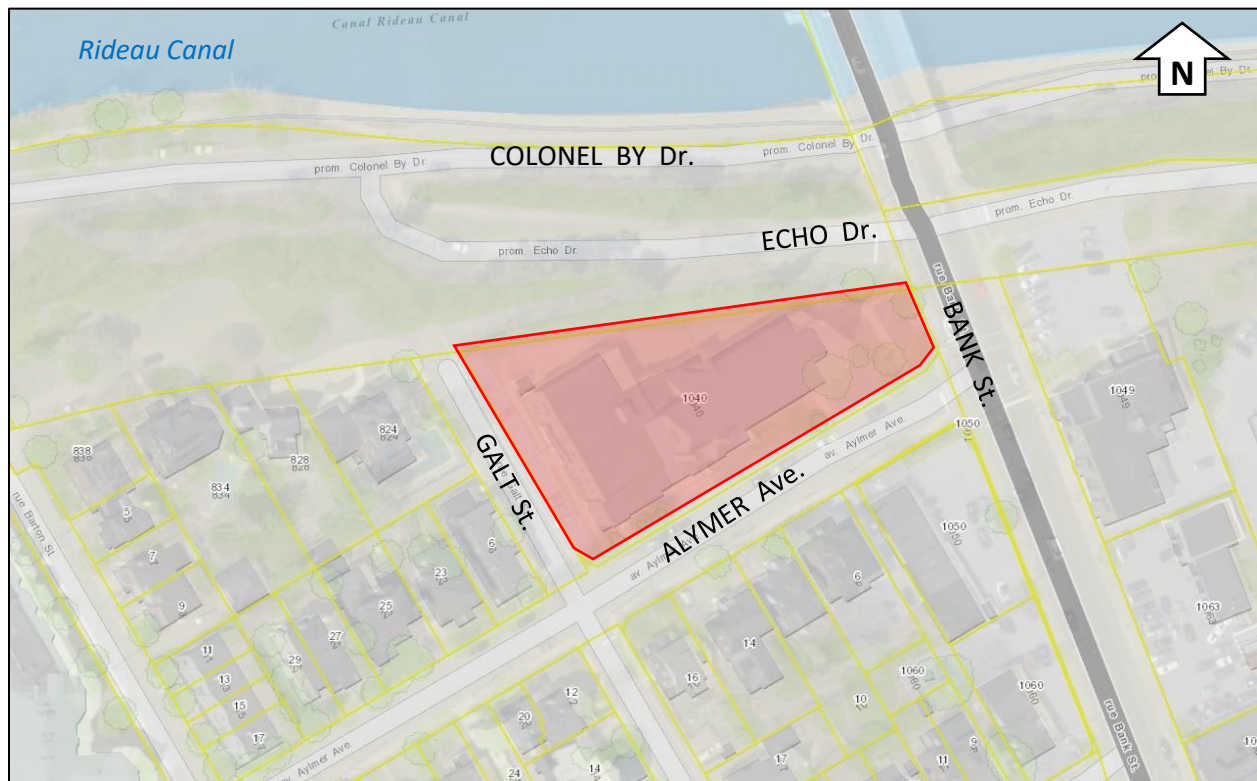 Canal Rideau Canal
Rideau Canal
N
prom. Colonel By Dr.
COLONEL BY Dr.
prom. Colonel By Dr.
By Dr.
prom. Echo Dr.
ECHO Dr.
prom. Echo Dr.
rue
BANK St.
1040
1049
1050
1050
1063
1060
1060
824
828
834
838
5
7
9
11
13
15
17
29
27
25
23
6
GALT St.
ALYMER Ave.
av. Aylmer Ave.
av. Aylmer Ave.
rue Barton St.
6
14
16
10
12
20
14
24
17
11
9
rue Bank St.